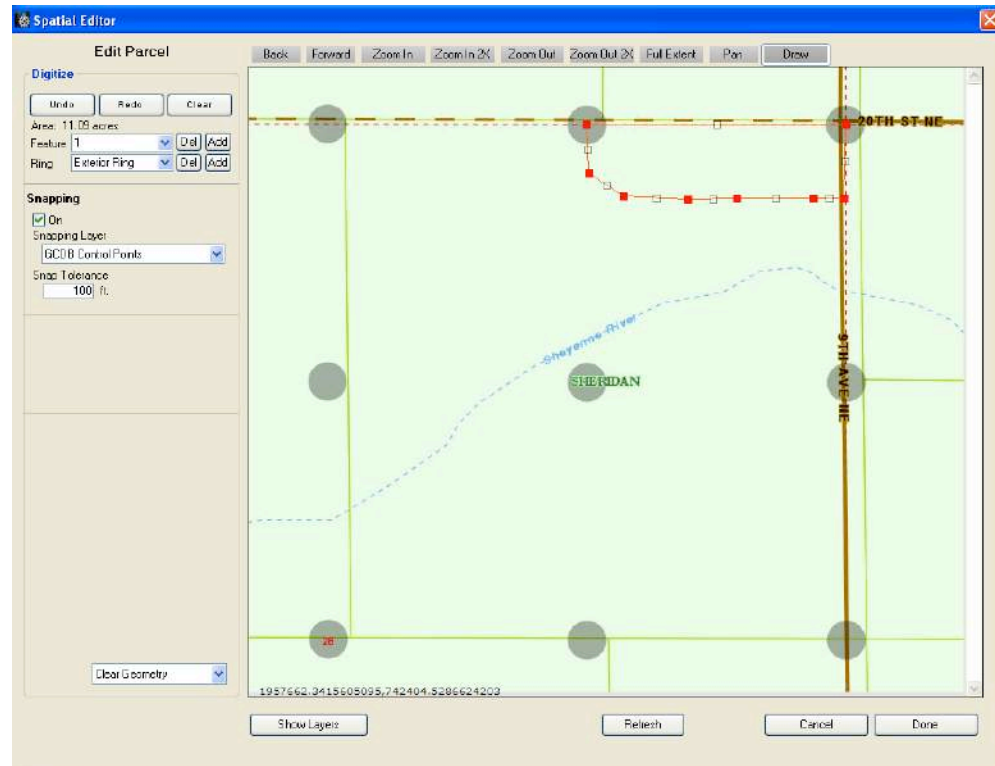 Spatial Editor
Edit Parcel
Back Forward Zoom In Zoom In 2X Zoom Out Zoom Out 2X Full Extent Pan Draw
Digitize
Undo Redo Clear
Area: 11.09 acres
Feature 1 Del Add
Ring Exterior Ring Del Add
Snapping
On
Snapping Layer
GCDB Control Points
Snap Tolerance
100 ft.
20TH ST NE
Sheyenne River
9TH AVE NE
SHERIDAN
26
Clear Geometry
1957662.3415605095,742404.5286624203
Show Layers Refresh Cancel Done